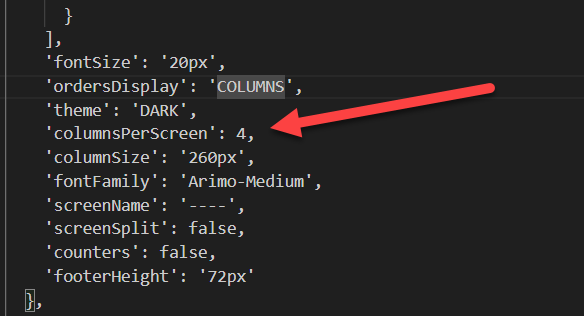 }
],
'fontSize': '20px',
'ordersDisplay': 'COLUMNS',
'theme': 'DARK',
'columnsPerScreen': 4,
'columnSize': '260px',
'fontFamily': 'Arimo-Medium',
'screenName': '----',
'screenSplit': false,
'counters': false,
'footerHeight': '72px'
},